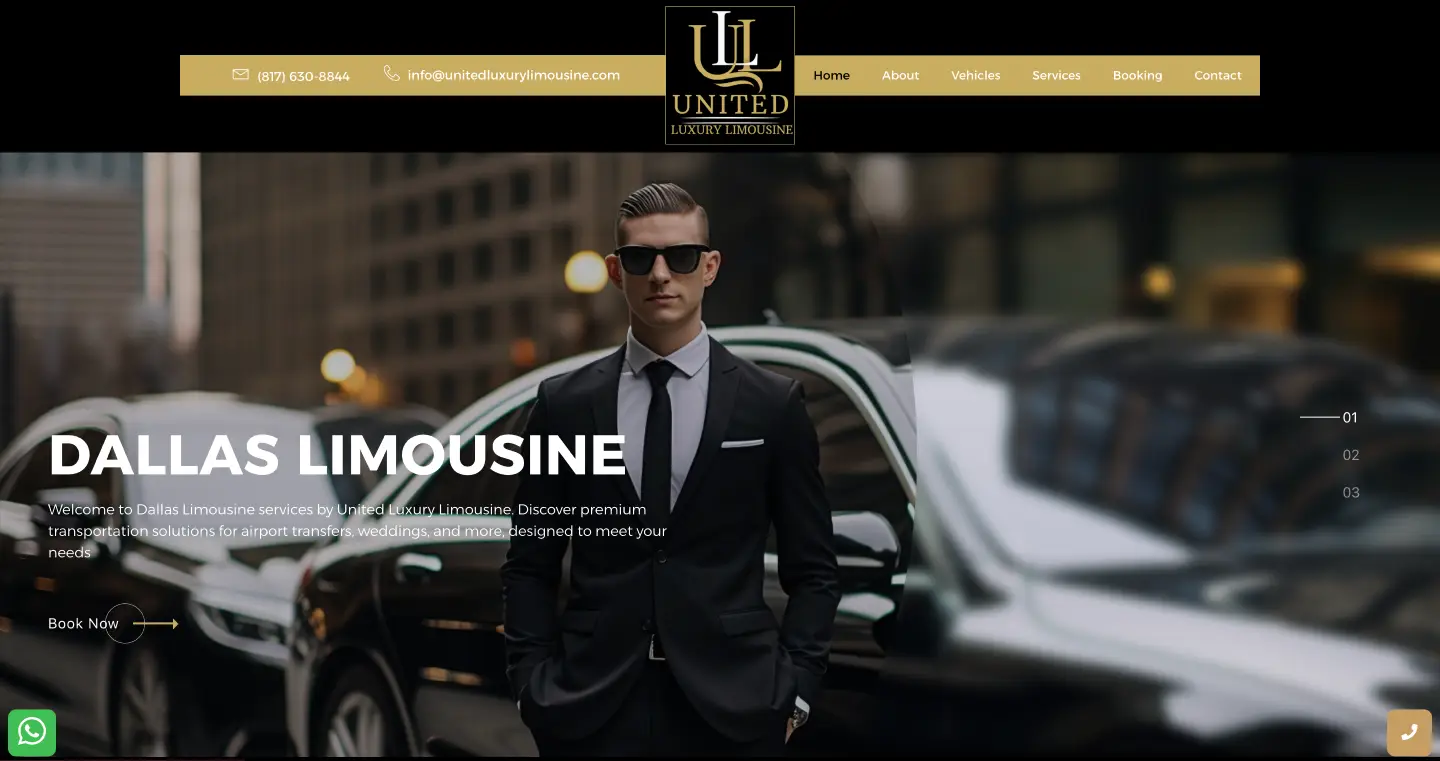 (817) 630-8844
info@unitedluxurylimousine.com
ULL
UNITED
LUXURY LIMOUSINE
Home
About
Vehicles
Services
Booking
Contact
DALLAS LIMOUSINE
Welcome to Dallas Limousine services by United Luxury Limousine. Discover premium
transportation solutions for airport transfers, weddings, and more, designed to meet your
needs
Book Now
01
02
03